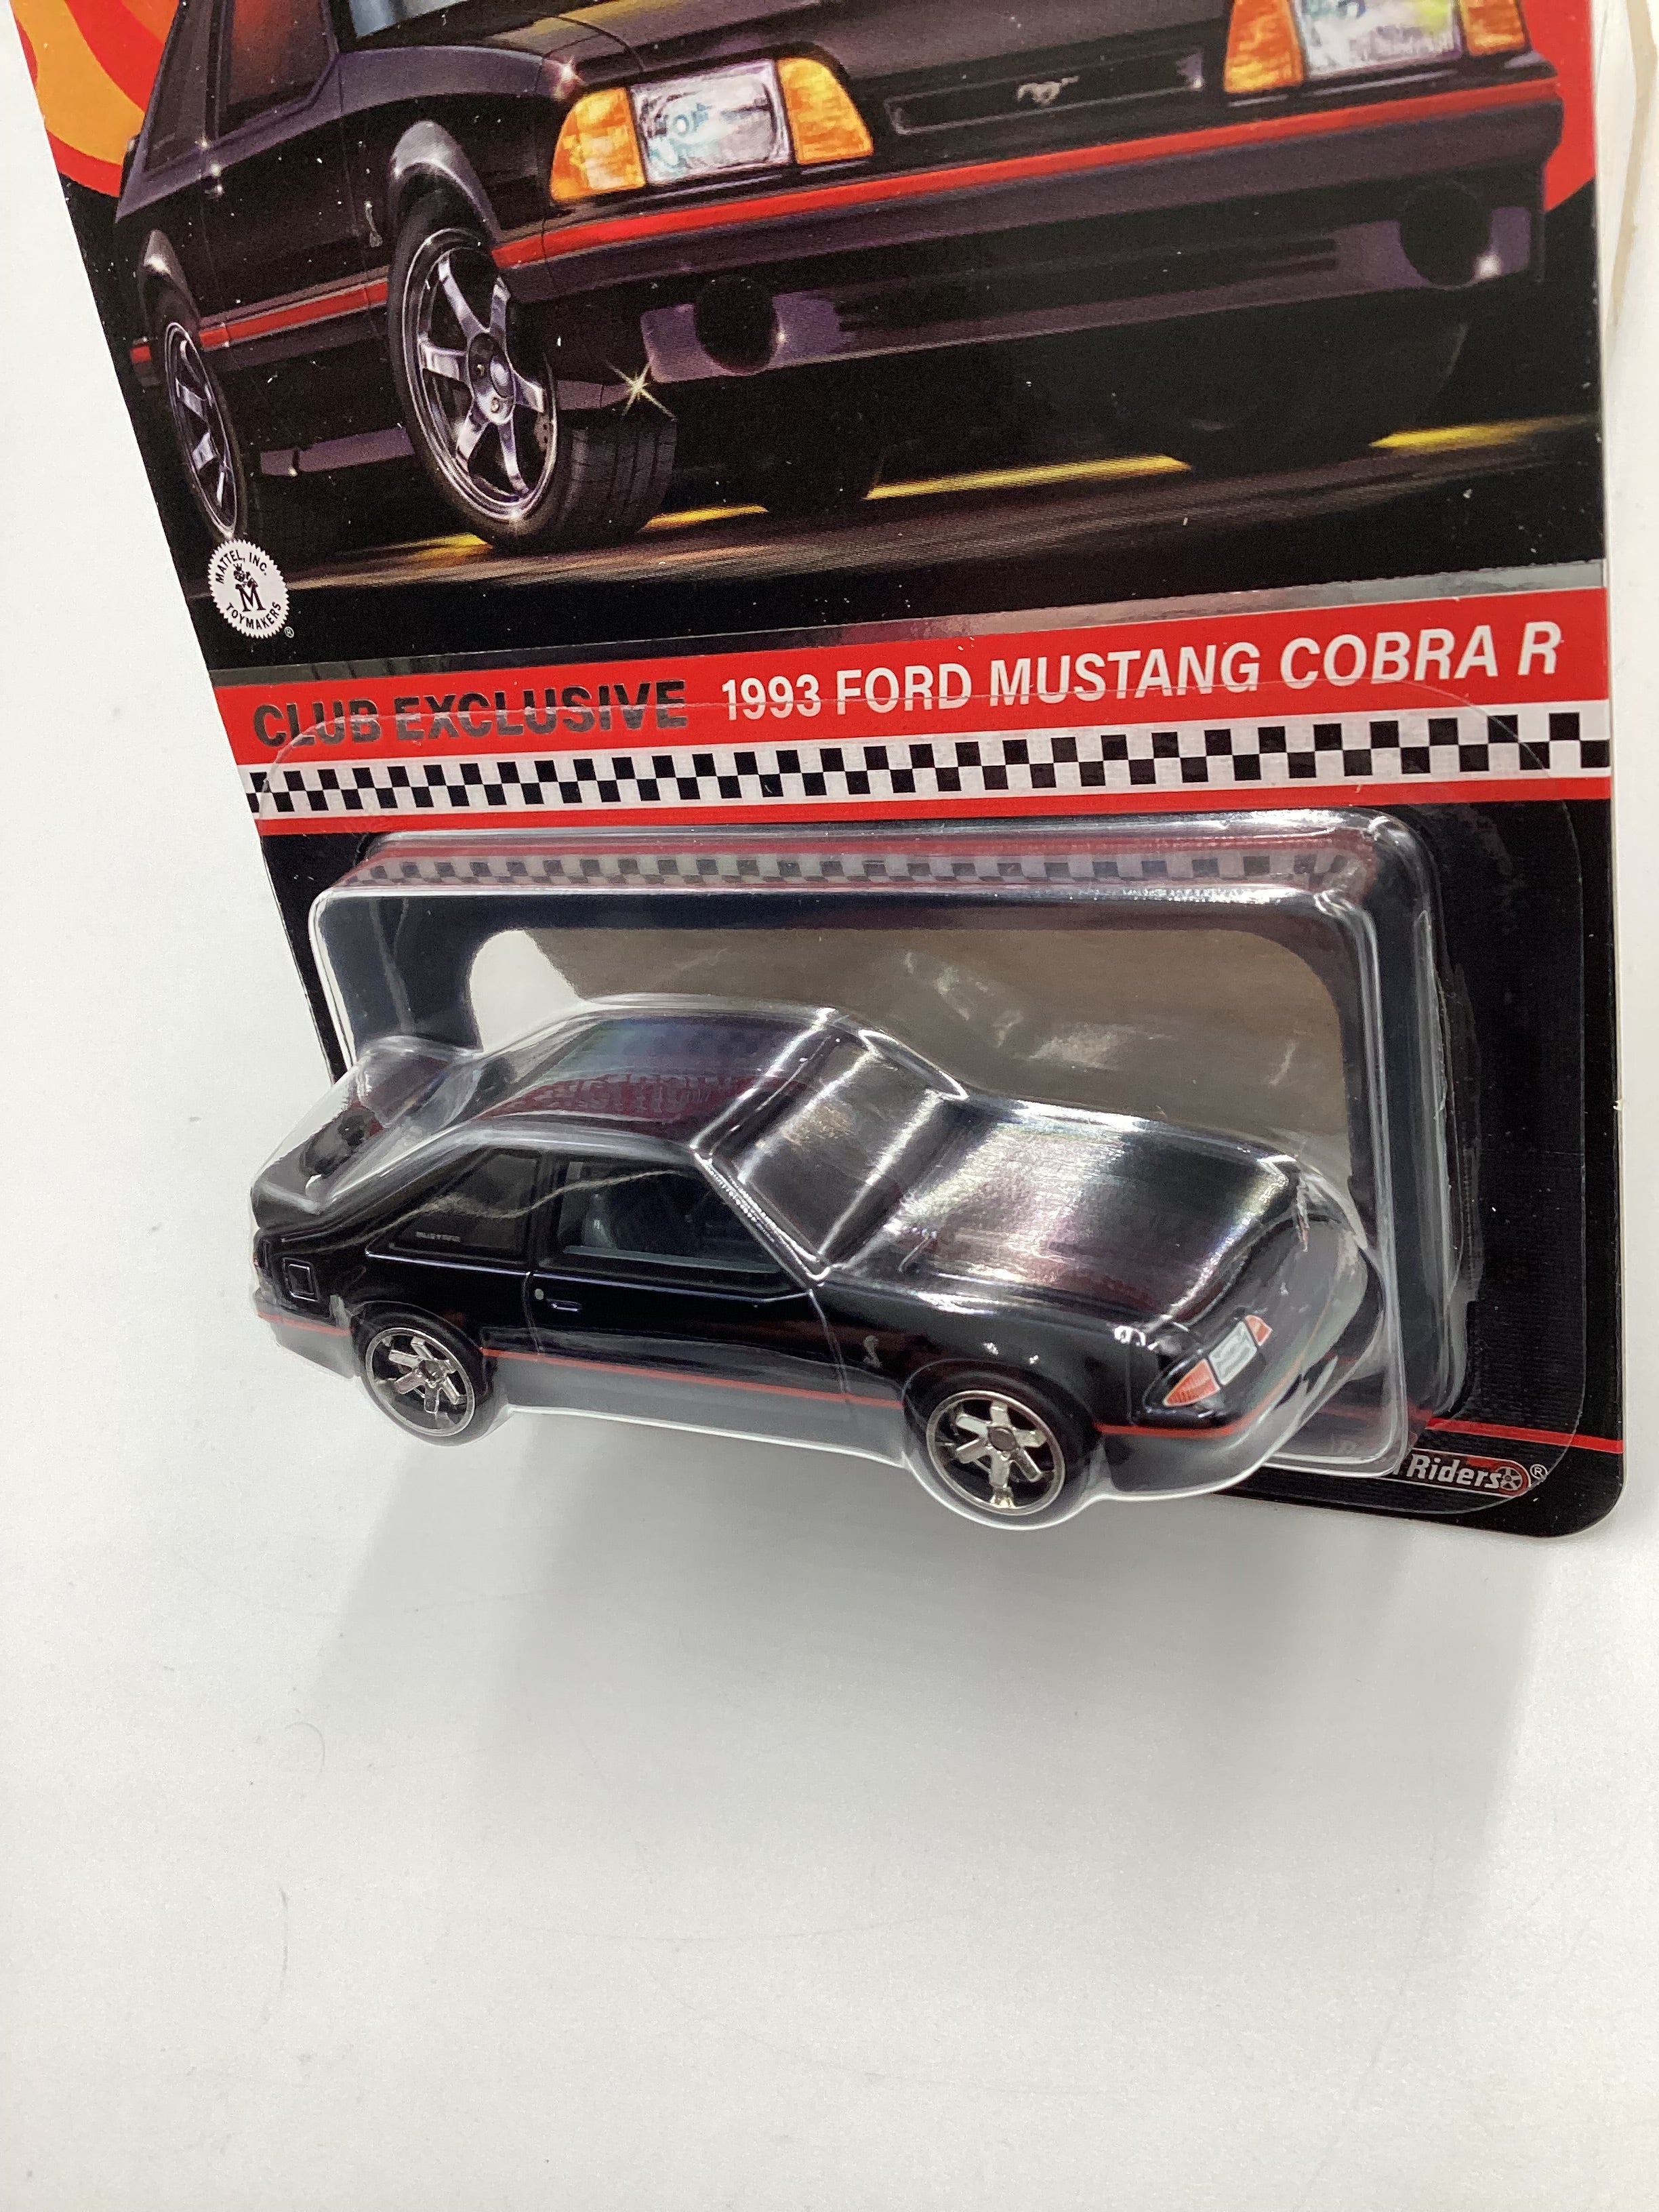 MATTEL, INC.
M
TOYMAKERS
®
CLUB EXCLUSIVE 1993 FORD MUSTANG COBRA R
Riders ®